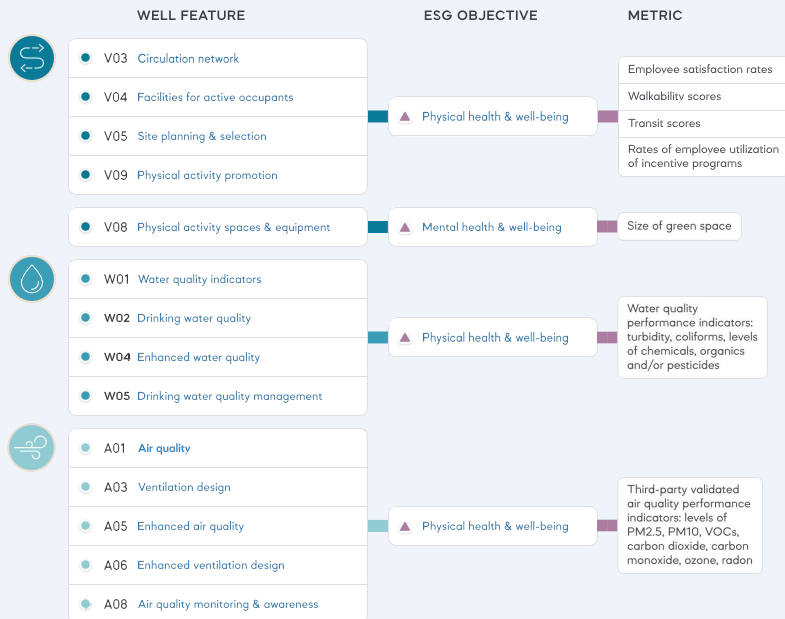 WELL FEATURE
ESG OBJECTIVE
METRIC
V03 Circulation network
V04 Facilities for active occupants
V05 Site planning & selection
V09 Physical activity promotion
Physical health & well-being
Employee satisfaction rates
Walkability scores
Transit scores
Rates of employee utilization
of incentive programs
V08 Physical activity spaces & equipment
Mental health & well-being
Size of green space
W01 Water quality indicators
W02 Drinking water quality
W04 Enhanced water quality
W05 Drinking water quality management
Physical health & well-being
Water quality
performance indicators:
turbidity, coliforms, levels
of chemicals, organics
and/or pesticides
A01 Air quality
A03 Ventilation design
A05 Enhanced air quality
A06 Enhanced ventilation design
A08 Air quality monitoring & awareness
Physical health & well-being
Third-party validated
air quality performance
indicators: levels of
PM2.5, PM10, VOCs,
carbon dioxide, carbon
monoxide, ozone, radon